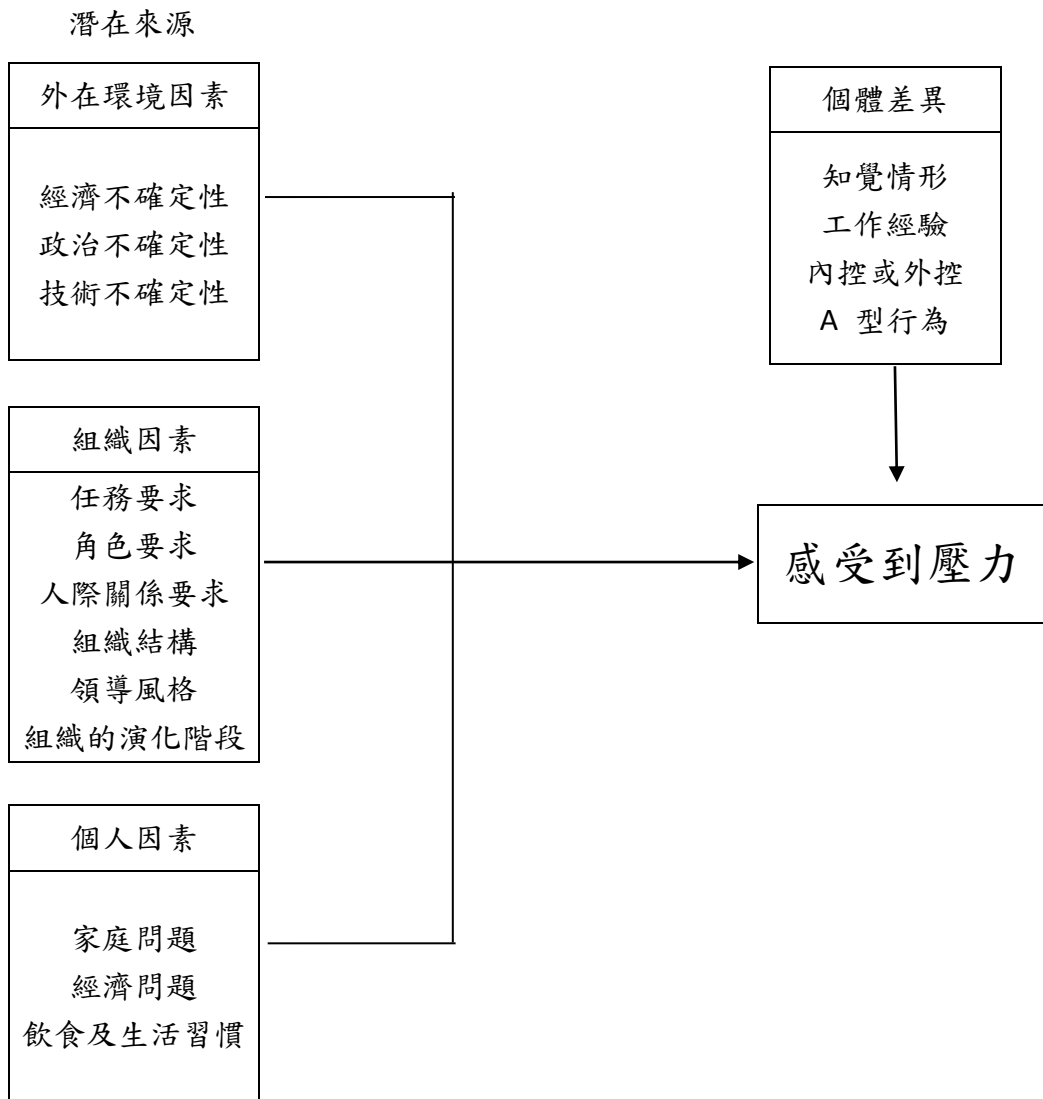 潛在來源
外在環境因素
經濟不確定性
政治不確定性
技術不確定性
組織因素
任務要求
角色要求
人際關係要求
組織結構
領導風格
組織的演化階段
個人因素
家庭問題
經濟問題
飲食及生活習慣
個體差異
知覺情形
工作經驗
內控或外控
A 型行為
感受到壓力